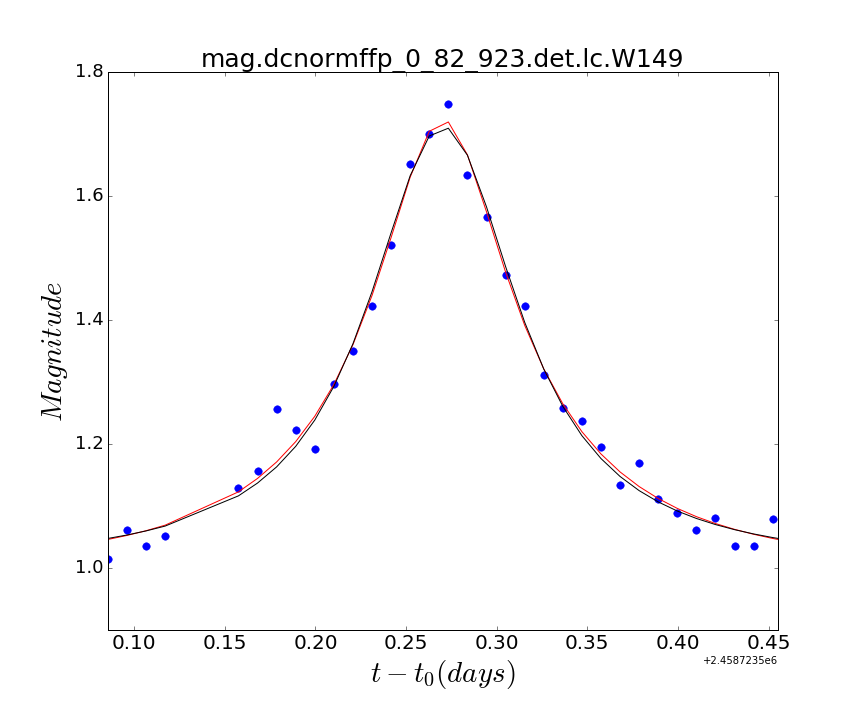 mag.dcnormffp_0_82_923.det.lc.W149
1.8
1.6
1.4
1.2
1.0
Magnitude
0.10 0.15 0.20 0.25 0.30 0.35 0.40 0.45
+2.4587235e6
t − t₀(days)